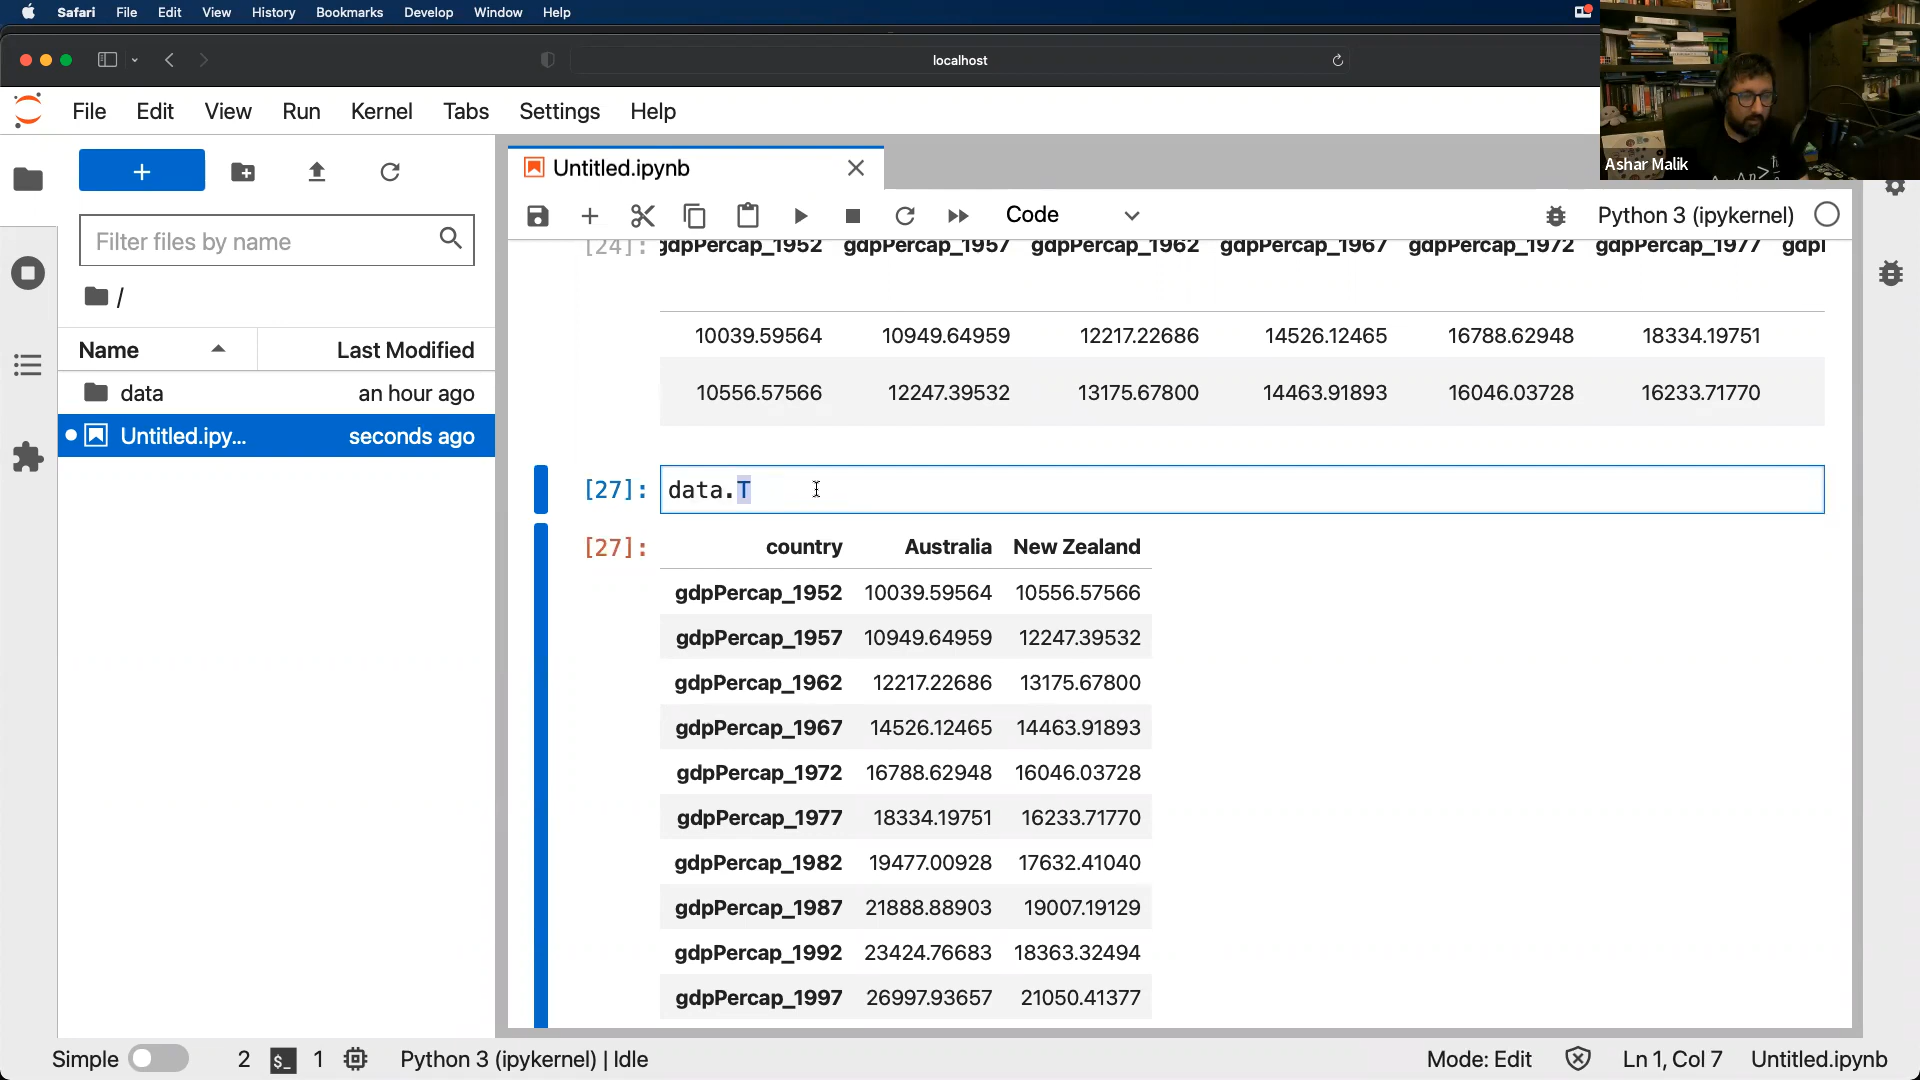 Safari File Edit View History Bookmarks Develop Window Help
localhost
File Edit View Run Kernel Tabs Settings Help
Ashar Malik
Untitled.ipynb
Filter files by name
Code
Python 3 (ipykernel)
/
Name Last Modified
data an hour ago
Untitled.ipy... seconds ago
[24]: gdpPercap_1952 gdpPercap_1957 gdpPercap_1962 gdpPercap_1967 gdpPercap_1972 gdpPercap_1977
10039.59564 10949.64959 12217.22686 14526.12465 16788.62948 18334.19751
10556.57566 12247.39532 13175.67800 14463.91893 16046.03728 16233.71770
[27]: data.T
[27]: country Australia New Zealand
gdpPercap_1952 10039.59564 10556.57566
gdpPercap_1957 10949.64959 12247.39532
gdpPercap_1962 12217.22686 13175.67800
gdpPercap_1967 14526.12465 14463.91893
gdpPercap_1972 16788.62948 16046.03728
gdpPercap_1977 18334.19751 16233.71770
gdpPercap_1982 19477.00928 17632.41040
gdpPercap_1987 21888.88903 19007.19129
gdpPercap_1992 23424.76683 18363.32494
gdpPercap_1997 26997.93657 21050.41377
Simple 2 $_ 1 Python 3 (ipykernel) | Idle Mode: Edit Ln 1, Col 7 Untitled.ipynb